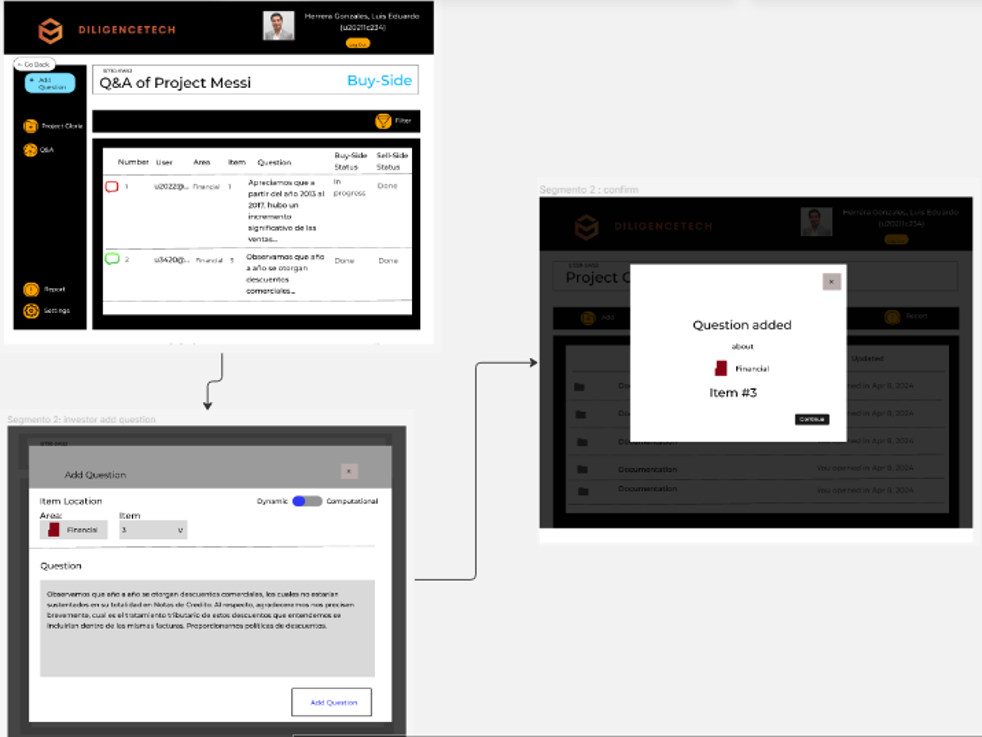 DILIGENCETECH
Herrera Gonzales, Luis Eduardo
(u20211c234)
Log Out
← Go Back
+ Add
Question
Project Gloria
Q&A
Report
Settings
Q&A of Project Messi
Buy-Side
Filter
Number User Area Item Question Buy-Side Status Sell-Side Status
1 u2022@... Financial 1 Apreciamos que a
partir del año 2013 al
2017, hubo un
incremento
significativo de las
ventas...
In progress
Done
2 u3420@... Financial 3 Observamos que año
a año se otorgan
descuentos
comerciales...
Done
Done
Segmento 2: investor add question
Add Question
×
Item Location
Dynamic
Computational
Area:
Item
Financial
3
v
Question
Observamos que año a año se otorgan descuentos comerciales, los cuales no estarían
sustentados en su totalidad en Notas de Credito. Al respecto, agradeceremos nos precisen
brevemente, cual es el tratamiento tributario de estos descuentos que entendemos se
incluirían dentro de las mismas facturas. Proporcionarnos políticas de descuentos.
Add Question
Segmento 2 : confirm
DILIGENCETECH
Herrera Gonzales, Luis Eduardo
(u20211c234)
Project
Add
Report
Updated
×
Question added
about
Financial
Item #3
Continue
Documentation
You opened in Apr 9, 2024
Documentation
You opened in Apr 9, 2024